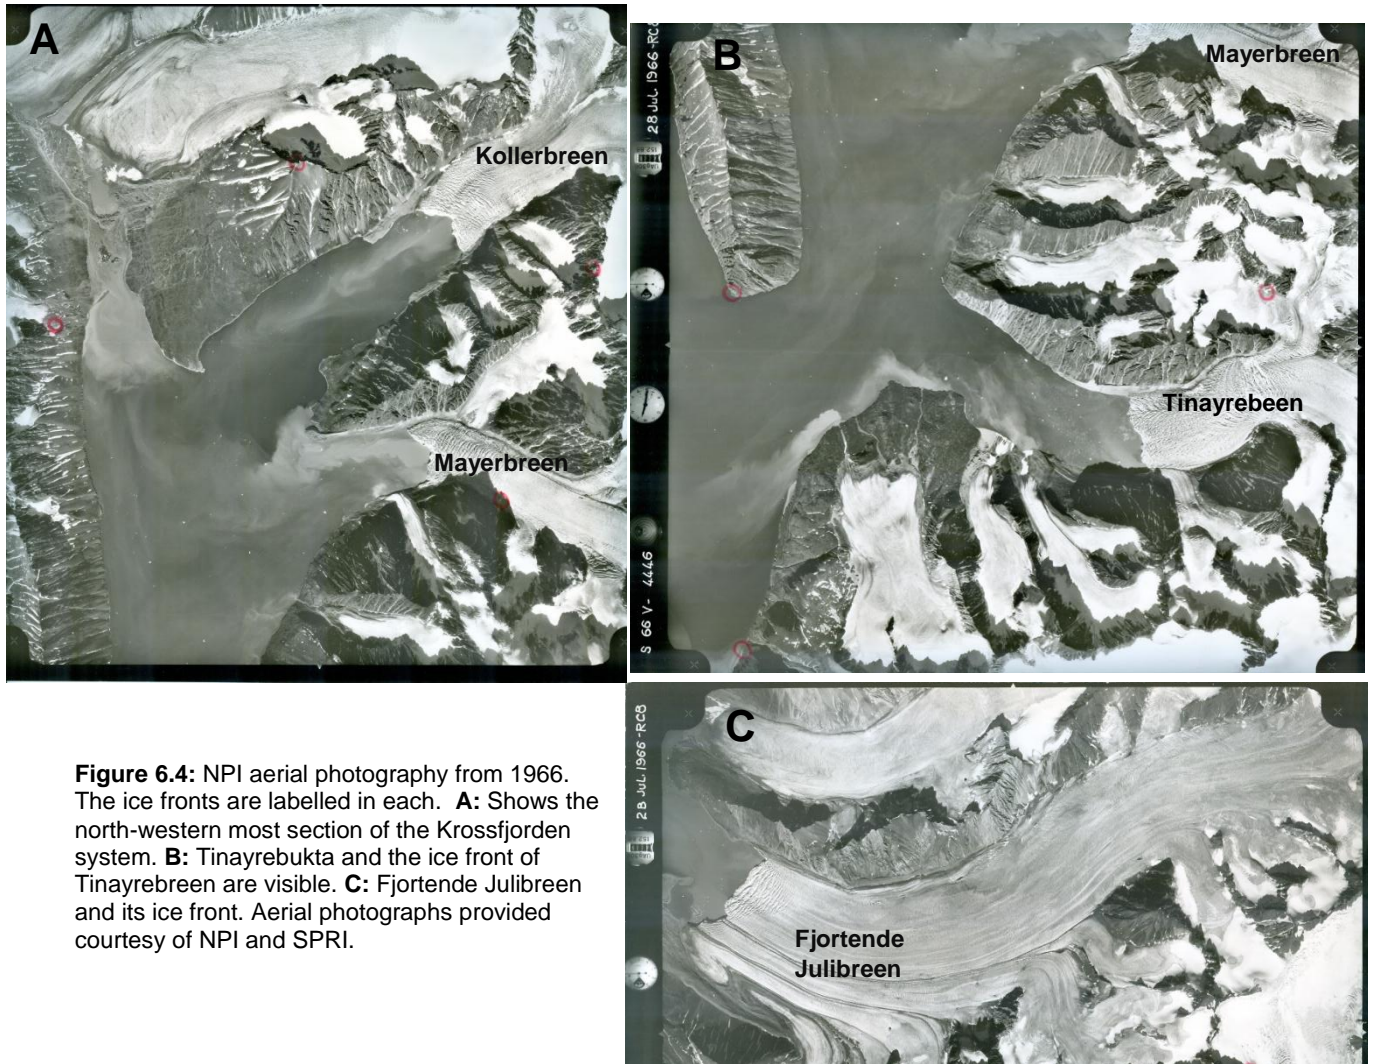 A
Kollerbreen
Mayerbreen
B
Mayerbreen
28 JUL 1966-RC8
Tinayrebeen
S 66 V- 4446
C
28 JUL 1966-RC8
Fjortende
Julibreen
Figure 6.4: NPI aerial photography from 1966.
The ice fronts are labelled in each. A: Shows the
north-western most section of the Krossfjorden
system. B: Tinayrebukta and the ice front of
Tinayrebreen are visible. C: Fjortende Julibreen
and its ice front. Aerial photographs provided
courtesy of NPI and SPRI.